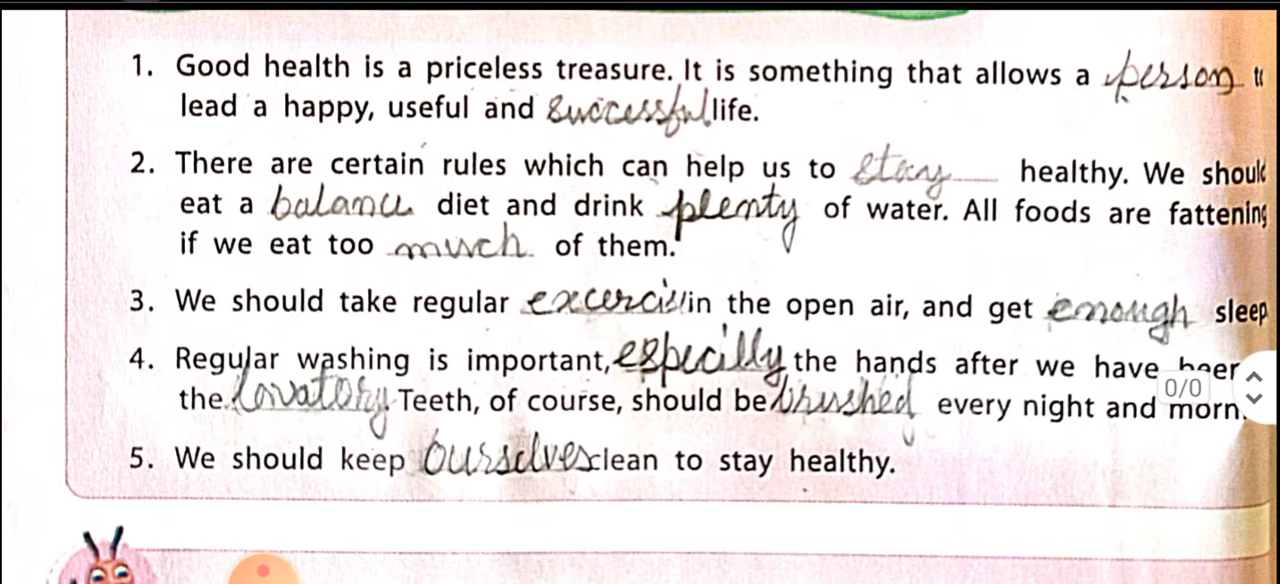 1. Good health is a priceless treasure. It is something that allows a person t
lead a happy, useful and successful life.
2. There are certain rules which can help us to stay healthy. We should
eat a balance diet and drink plenty of water. All foods are fattening
if we eat too much of them.
3. We should take regular excercis in the open air, and get enough sleep
4. Regular washing is important, especilly the hands after we have been
the lavatory. Teeth, of course, should be brushed every night and morn.
0/0
5. We should keep ourselves clean to stay healthy.